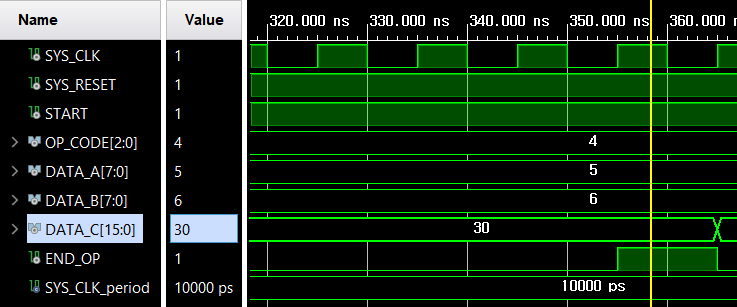 Name Value 320.000 ns 330.000 ns 340.000 ns 350.000 ns 360.000 ns
SYS_CLK 1
SYS_RESET 1
START 1
OP_CODE[2:0] 4 4
DATA_A[7:0] 5 5
DATA_B[7:0] 6 6
DATA_C[15:0] 30 30
END_OP 1
SYS_CLK_period 10000 ps 10000 ps